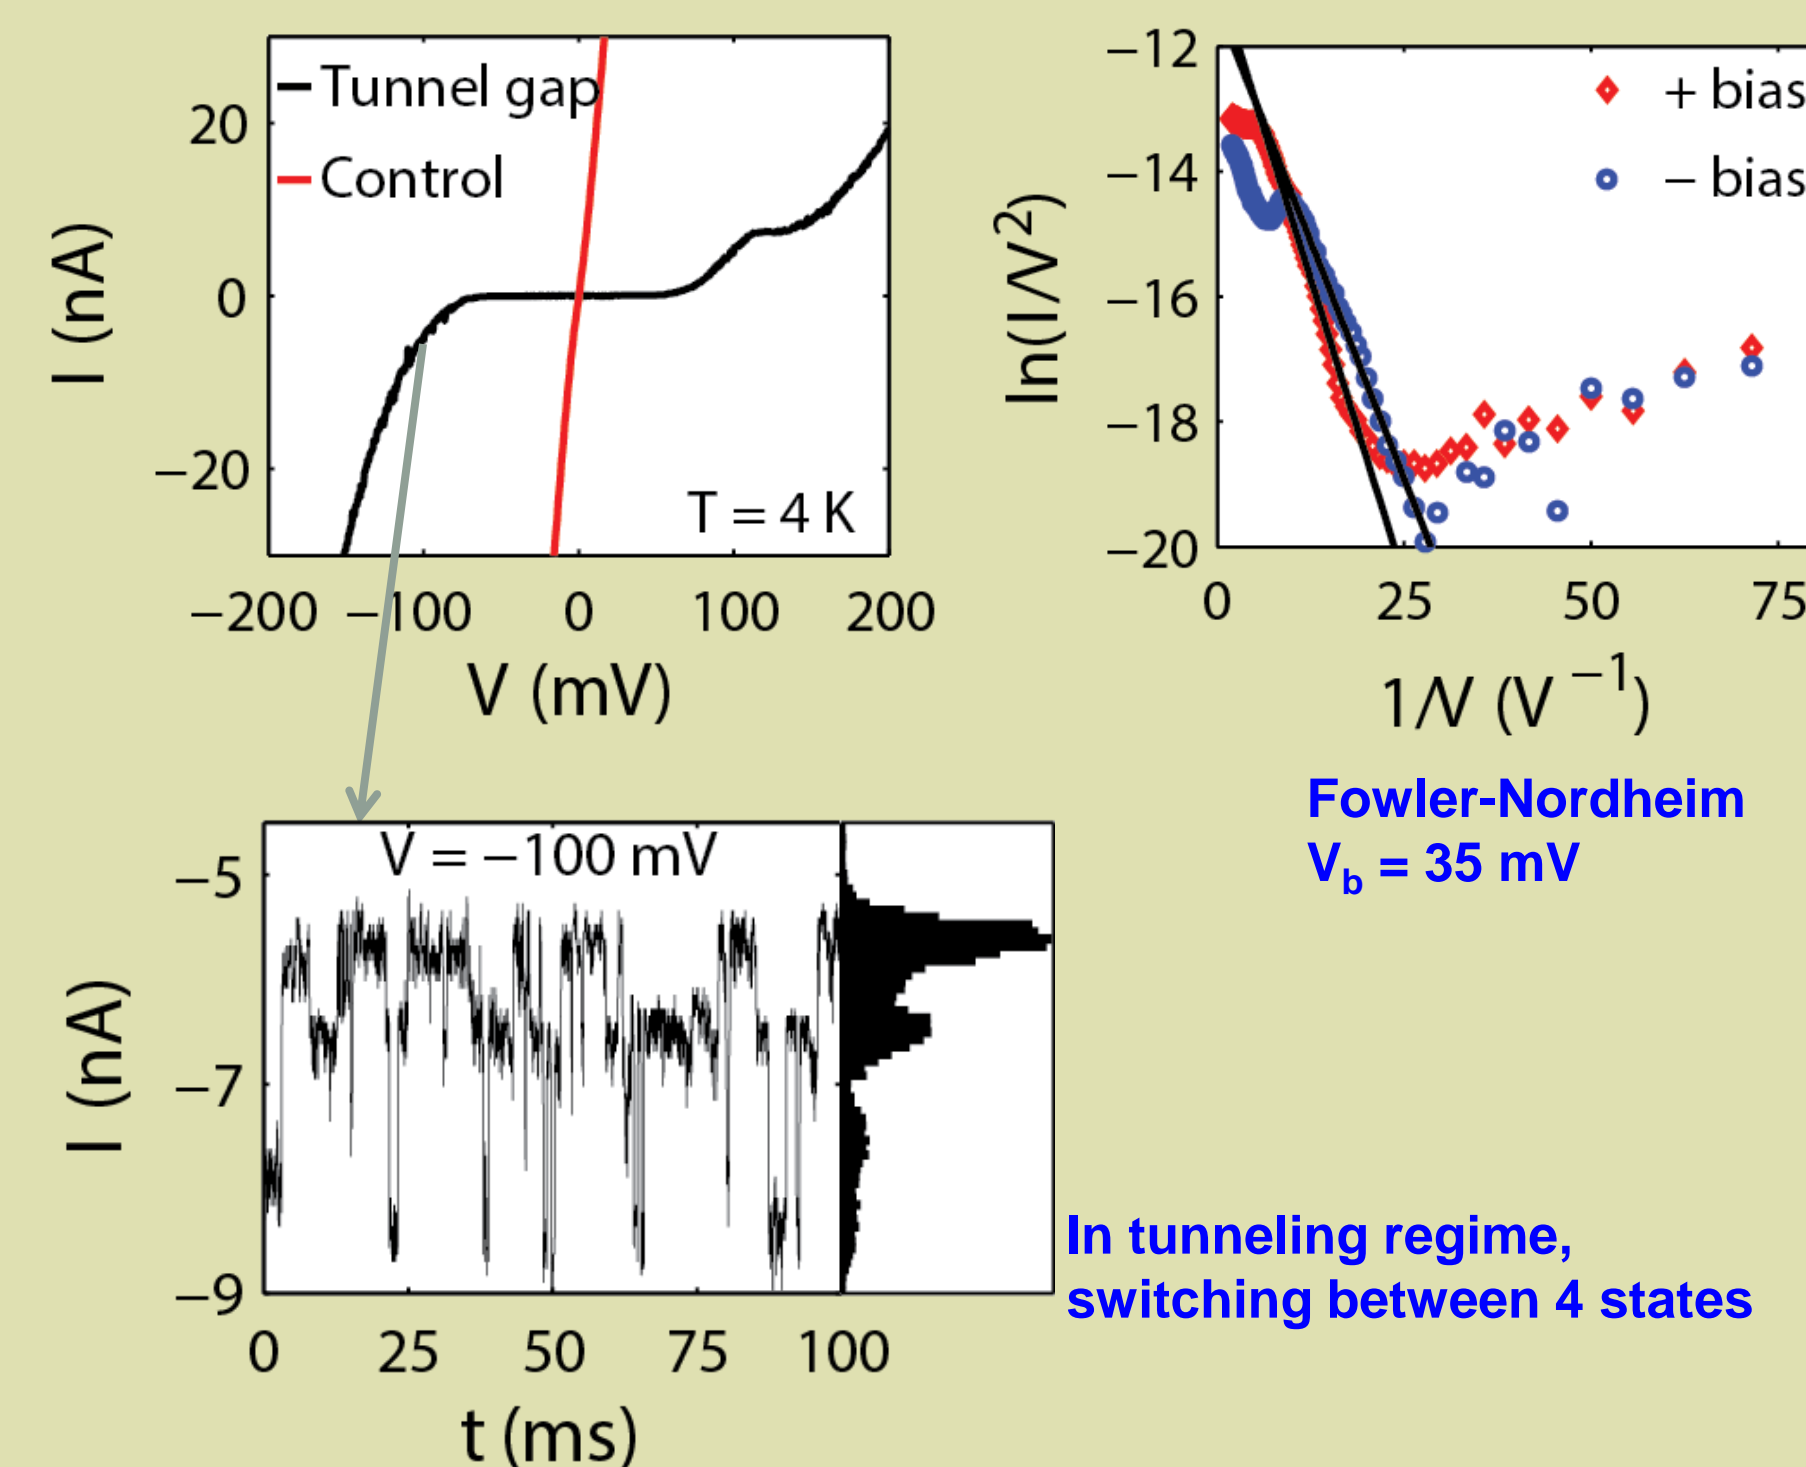 Tunnel gap
Control
T = 4 K
20
0
−20
I (nA)
−200 −100 0 100 200
V (mV)
−12
−14
−16
−18
−20
ln(I/V²)
+ bias
− bias
0 25 50 75
1/V (V⁻¹)
Fowler-Nordheim
V_b = 35 mV
V = −100 mV
−5
−7
−9
I (nA)
0 25 50 75 100
t (ms)
In tunneling regime,
switching between 4 states